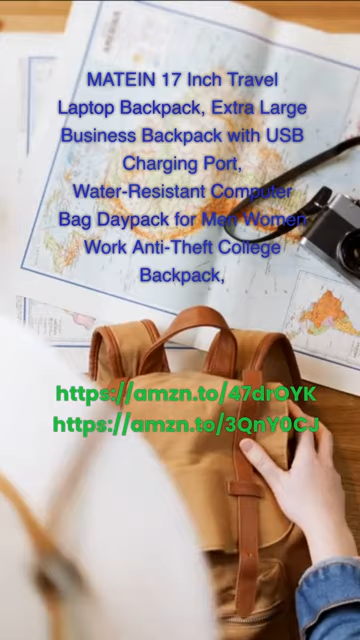 MATEIN 17 Inch Travel
Laptop Backpack, Extra Large
Business Backpack with USB
Charging Port,
Water-Resistant Computer
Bag Daypack for Men Women
Work Anti-Theft College
Backpack,
https://amzn.to/47drOYK
https://amzn.to/3QnY0CJ